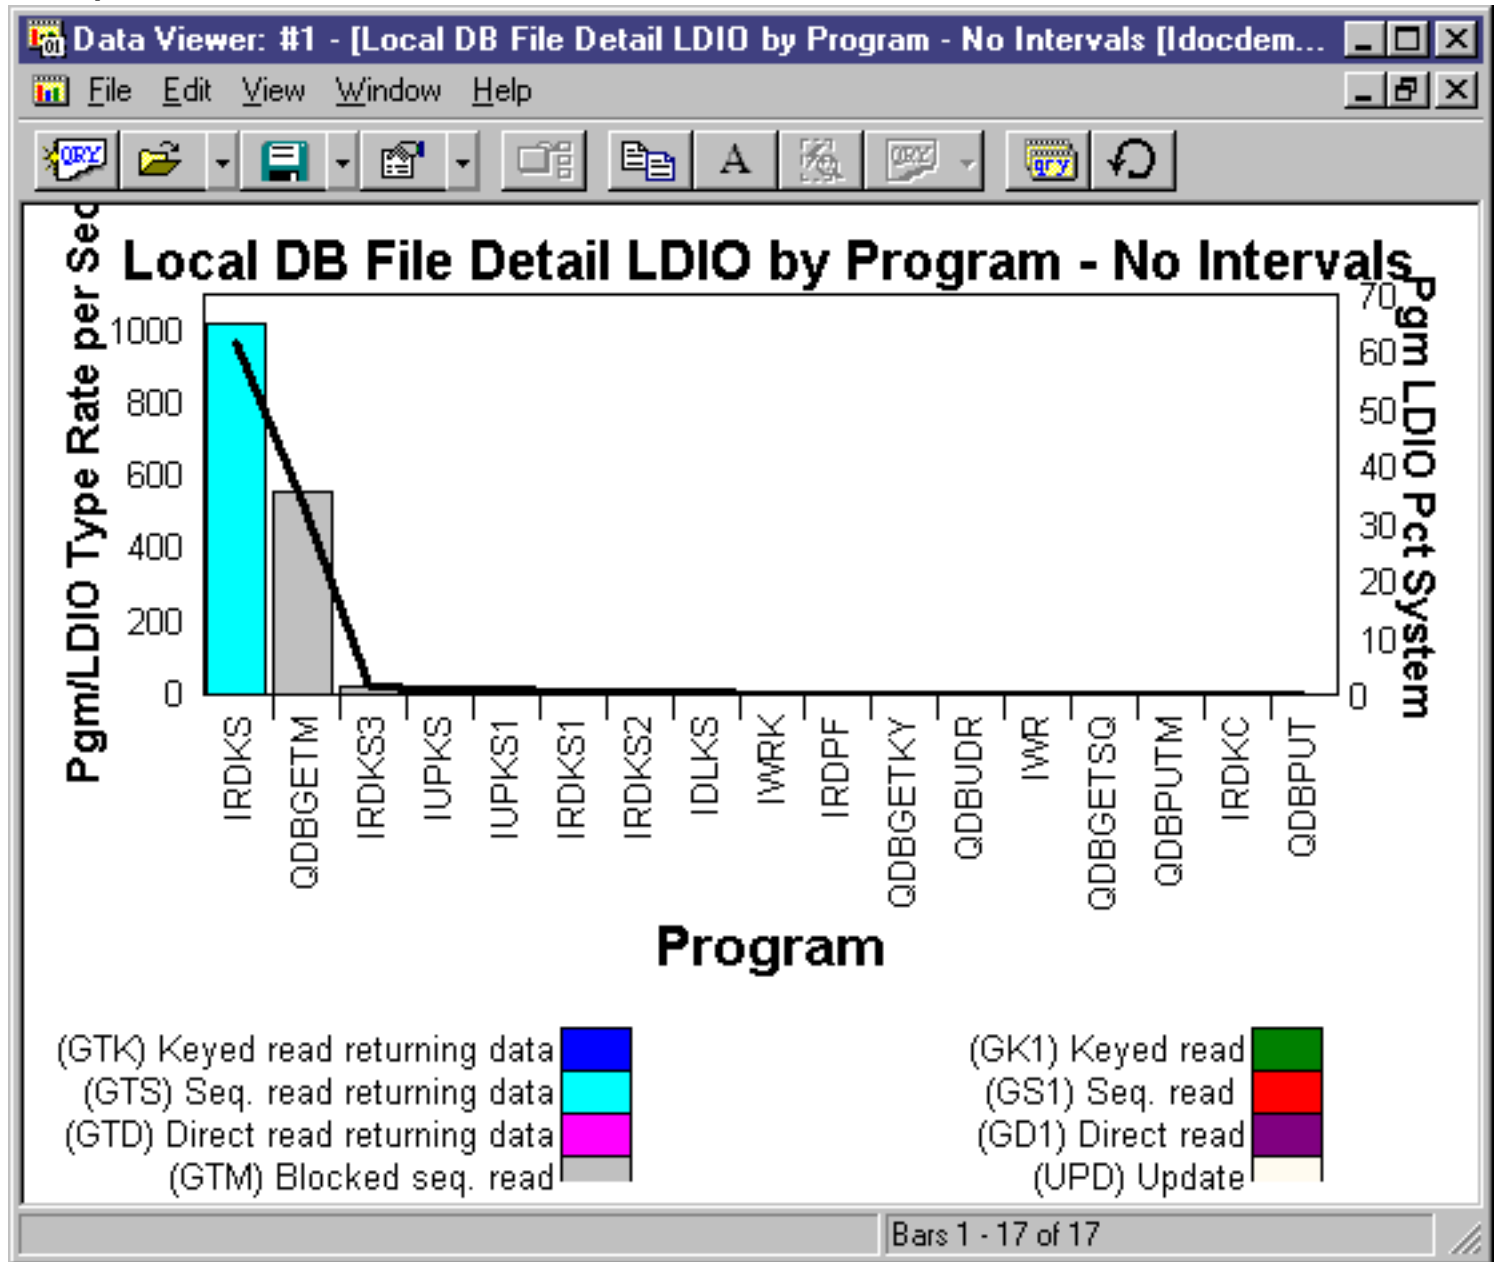 Data Viewer: #1 - [Local DB File Detail LDIO by Program - No Intervals [Idocdem...
File Edit View Window Help
QRY
A
QRY
qry
Local DB File Detail LDIO by Program - No Intervals
Pgm/LDIO Type Rate per Sec
1000
800
600
400
200
0
70
60
50
40
30
20
10
0
Pgm LDIO Pct System
IRDKS
QDBGETM
IRDKS3
IUPKS
IUPKS1
IRDKS1
IRDKS2
IDLKS
IWRK
IRDPF
QDBGETKY
QDBUDR
IWR
QDBGETSQ
QDBPUTM
IRDKC
QDBPUT
Program
(GTK) Keyed read returning data
(GTS) Seq. read returning data
(GTD) Direct read returning data
(GTM) Blocked seq. read
(GK1) Keyed read
(GS1) Seq. read
(GD1) Direct read
(UPD) Update
Bars 1 - 17 of 17